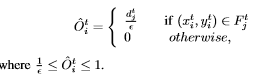 Ô_i^t = { d_j^t / ϵ   if (x_i^t, y_i^t) ∈ F_j^t
0   otherwise,
where 1/ϵ ≤ Ô_i^t ≤ 1.